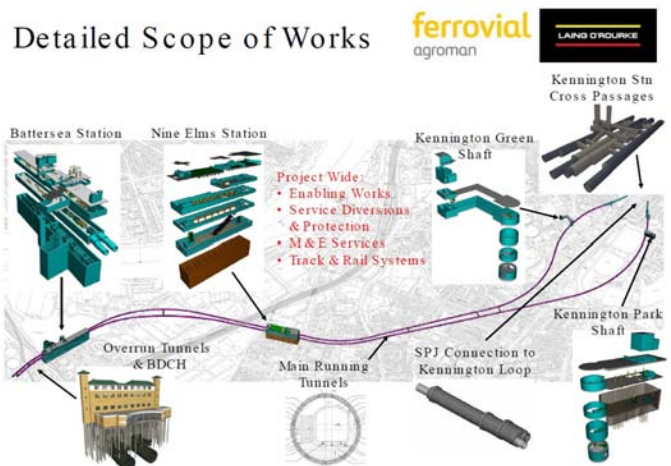 Detailed Scope of Works
ferrovial
agroman
LAING O'ROURKE
Kennington Stn
Cross Passages
Battersea Station
Nine Elms Station
Kennington Green
Shaft
Project Wide:
• Enabling Works
• Service Diversions
& Protection
• M & E Services
• Track & Rail Systems
Kennington Park
Shaft
Overrun Tunnels
& BDCH
Main Running
Tunnels
SPJ Connection to
Kennington Loop